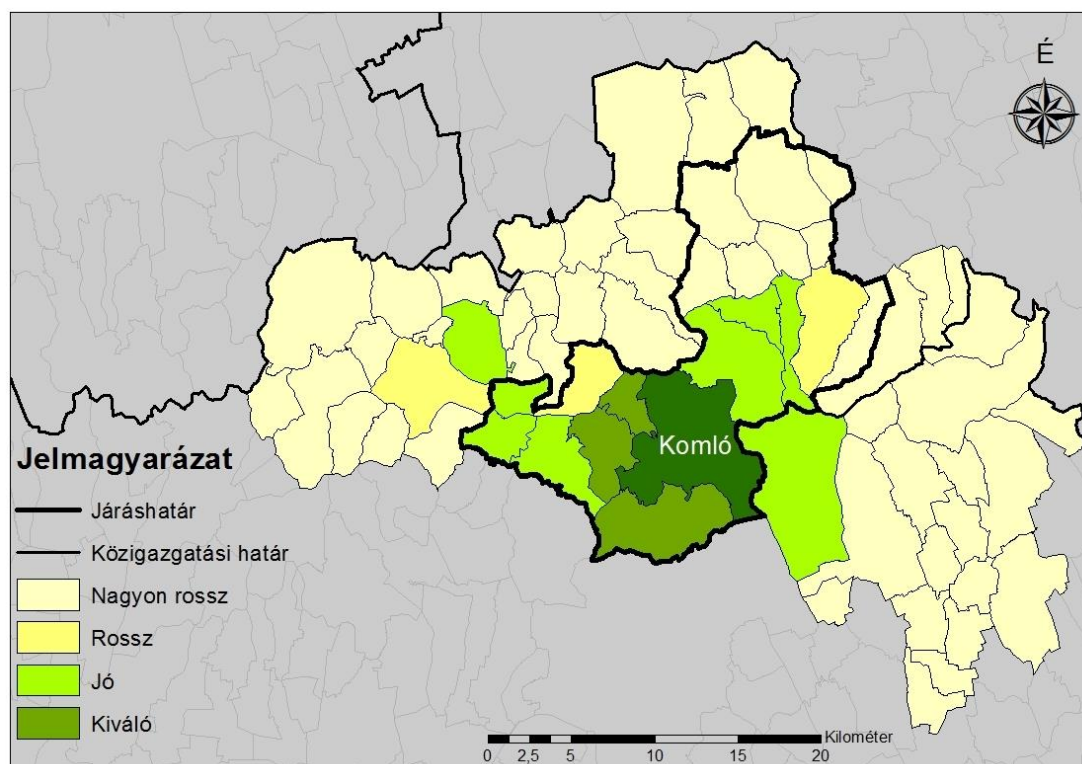 É
Komló
Jelmagyarázat
Járáshatár
Közigazgatási határ
Nagyon rossz
Rossz
Jó
Kiváló
Kilométer
0 2,5 5 10 15 20